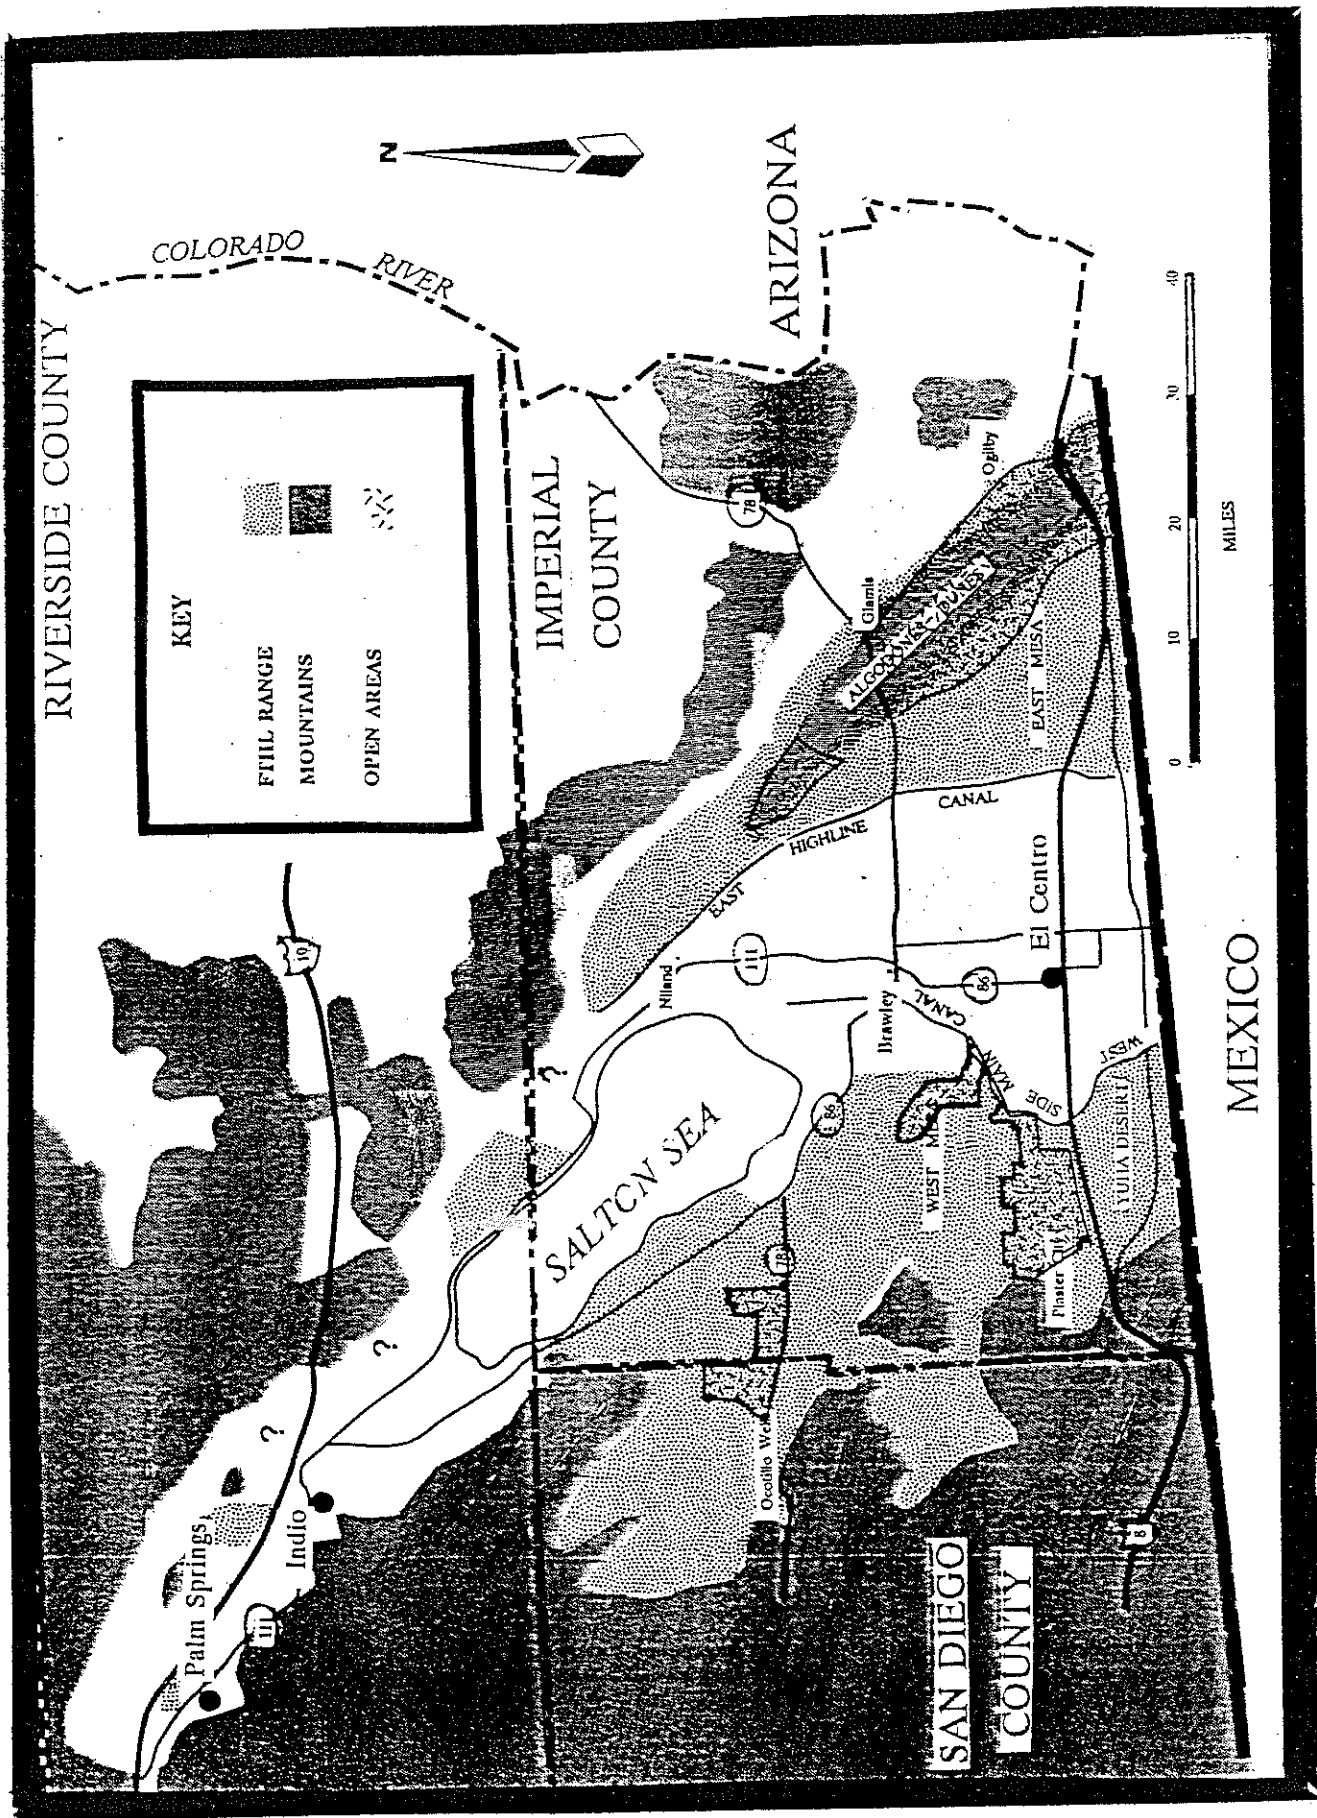 RIVERSIDE COUNTY
COLORADO
RIVER
N
KEY
FTHL RANGE
MOUNTAINS
OPEN AREAS
IMPERIAL
COUNTY
ARIZONA
78
Ogilby
Glamis
ALGODONES DUNES
EAST MESA
EAST
HIGHLINE
CANAL
10
Niland
111
Brawley
86
El Centro
CANAL
MAIN
SIDE
WEST
?
SALTON SEA
86
78
WEST
YUHA DESERT
Plaster
?
?
Palm Springs
Indio
111
Ocotillo We
SAN DIEGO
COUNTY
8
MEXICO
0
10
20
30
40
MILES